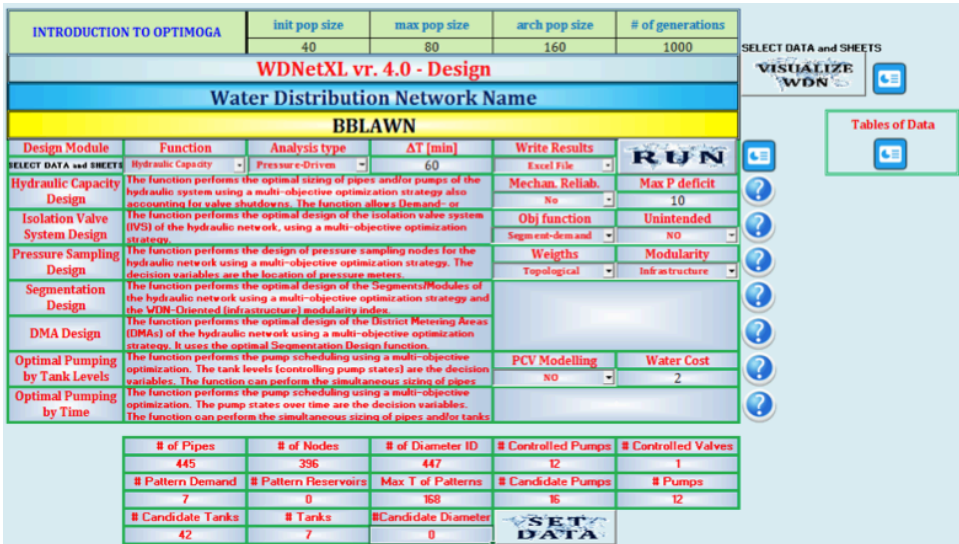 INTRODUCTION TO OPTIMOGA
init pop size
max pop size
arch pop size
# of generations
40
80
160
1000
SELECT DATA and SHEETS
VISUALIZE
WDN
WDNetXL vr. 4.0 - Design
Water Distribution Network Name
BBLAWN
Tables of Data
Design Module
Function
Analysis type
ΔT [min]
Write Results
RUN
SELECT DATA and SHEETS
Hydraulic Capacity
Pressure-Driven
60
Excel File
Hydraulic Capacity
Design
The function performs the optimal sizing of pipes and/or pumps of the
hydraulic system using a multi-objective optimization strategy also
accounting for valve shutdowns. The function allows Demand- or
Mechan. Reliab.
Max P deficit
No
10
Isolation Valve
System Design
The function performs the optimal design of the isolation valve system
(IVS) of the hydraulic network, using a multi-objective optimization
strategy.
Obj function
Unintended
Segment-demand
NO
Pressure Sampling
Design
The function performs the design of pressure sampling nodes for the
hydraulic network using a multi-objective optimization strategy. The
decision variables are the location of pressure meters.
Weigths
Modularity
Topological
Infrastructure
Segmentation
Design
The function performs the optimal design of the Segments/Modules of
the hydraulic network using a multi-objective optimization strategy and
the WDN-Oriented (infrastructure) modularity index.
DMA Design
The function performs the optimal design of the District Metering Areas
(DMAs) of the hydraulic network using a multi-objective optimization
strategy. It uses the optimal Segmentation Design function.
Optimal Pumping
by Tank Levels
The function performs the pump scheduling using a multi-objective
optimization. The tank levels (controlling pump states) are the decision
variables. The function can perform the simultaneous sizing of pipes
PCV Modelling
Water Cost
NO
2
Optimal Pumping
by Time
The function performs the pump scheduling using a multi-objective
optimization. The pump states over time are the decision variables.
The function can perform the simultaneous sizing of pipes and/or tanks
# of Pipes
# of Nodes
# of Diameter ID
# Controlled Pumps
# Controlled Valves
445
396
447
12
1
# Pattern Demand
# Pattern Reservoirs
Max T of Patterns
# Candidate Pumps
# Pumps
7
0
168
16
12
# Candidate Tanks
# Tanks
#Candidate Diameter
SET
DATA
42
7
0